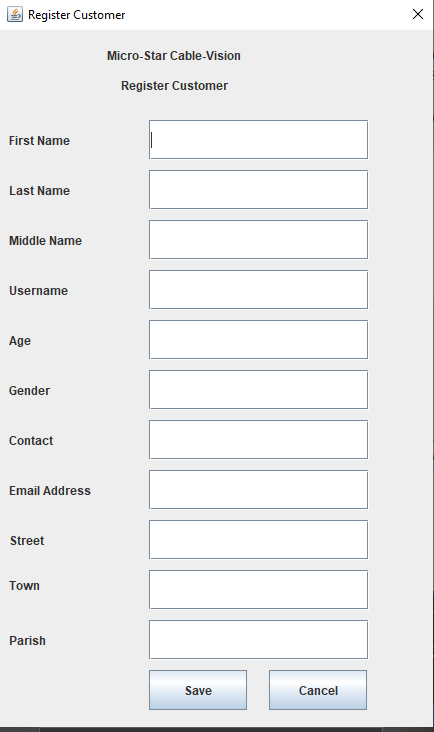 Register Customer
Micro-Star Cable-Vision
Register Customer
First Name
Last Name
Middle Name
Username
Age
Gender
Contact
Email Address
Street
Town
Parish
Save Cancel